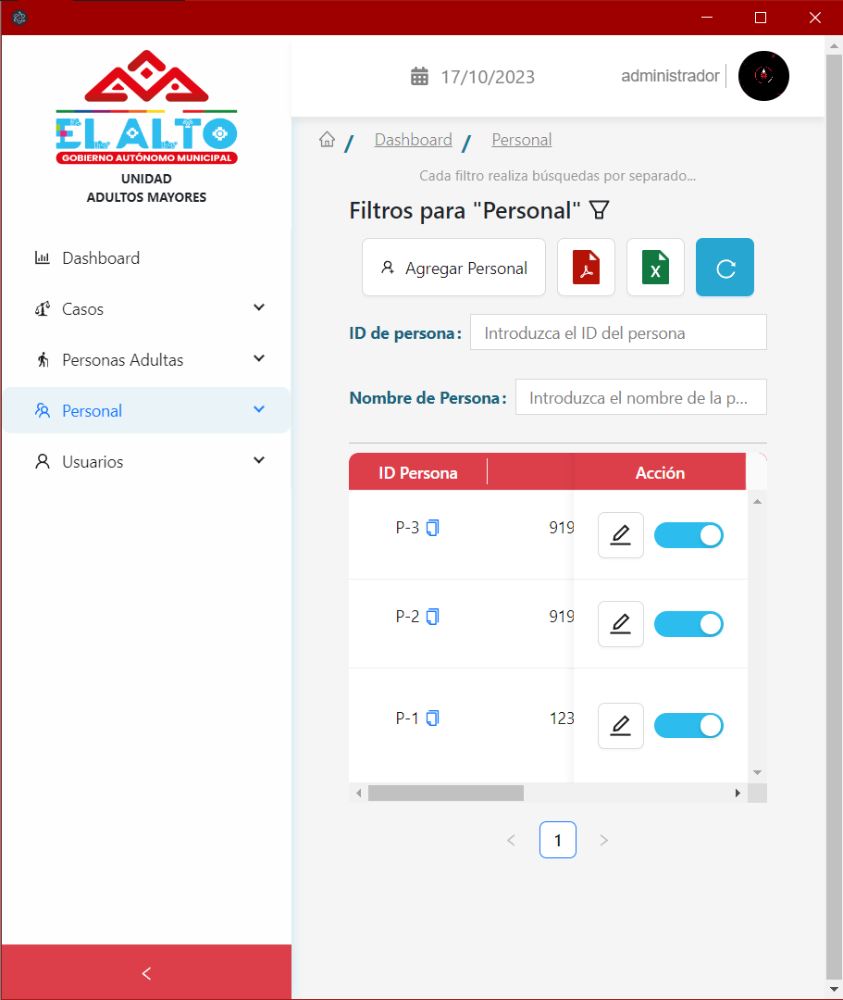 17/10/2023
administrador
EL ALTO
GOBIERNO AUTÓNOMO MUNICIPAL
UNIDAD
ADULTOS MAYORES
Dashboard
Casos
Personas Adultas
Personal
Usuarios
/ Dashboard / Personal
Cada filtro realiza búsquedas por separado...
Filtros para "Personal"
Agregar Personal
ID de persona: Introduzca el ID del persona
Nombre de Persona: Introduzca el nombre de la p...
ID Persona Acción
P-3 919
P-2 919
P-1 123
1